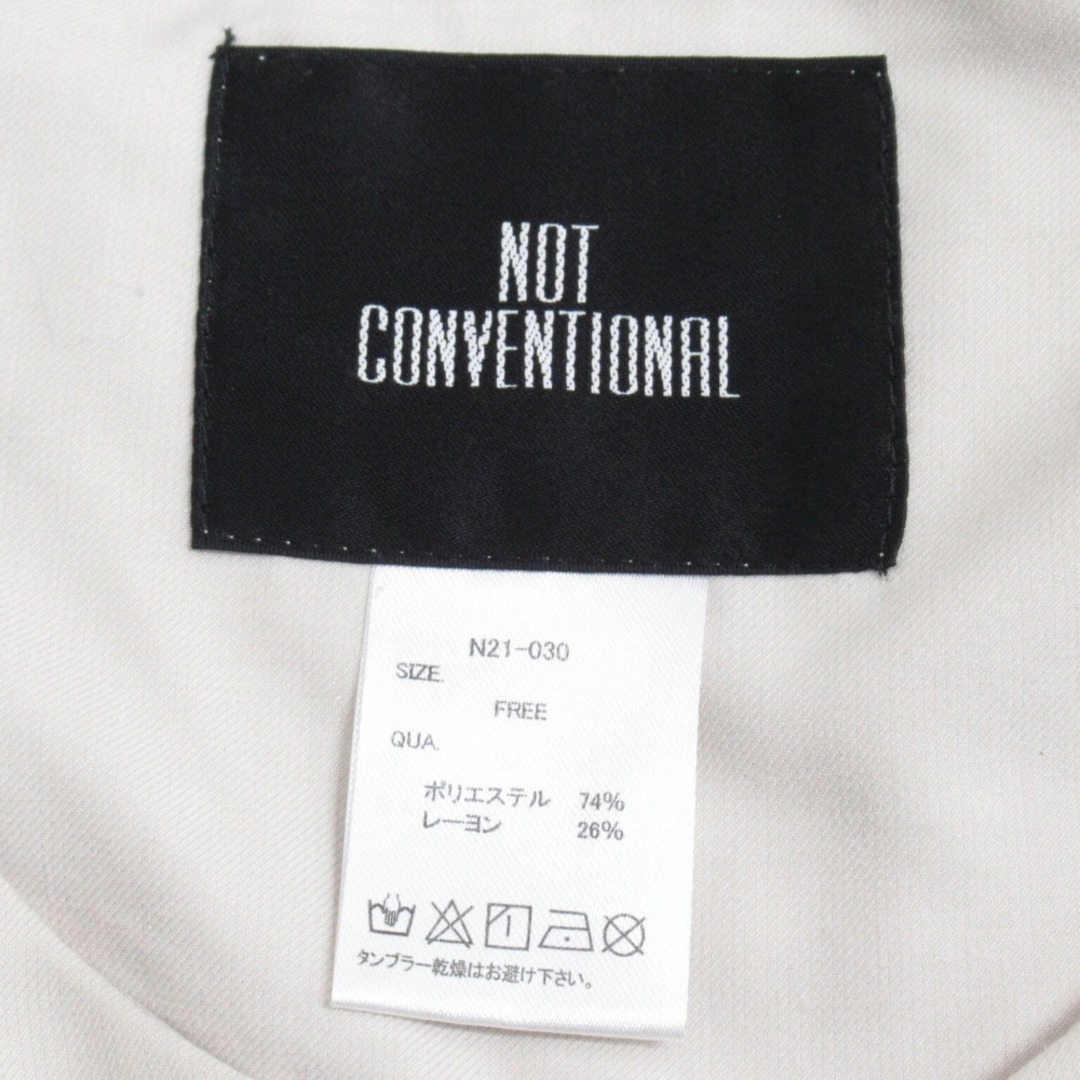 NOT
CONVENTIONAL
N21-030
SIZE.
FREE
QUA.
ポリエステル 74%
レーヨン 26%
タンブラー乾燥はお避け下さい。